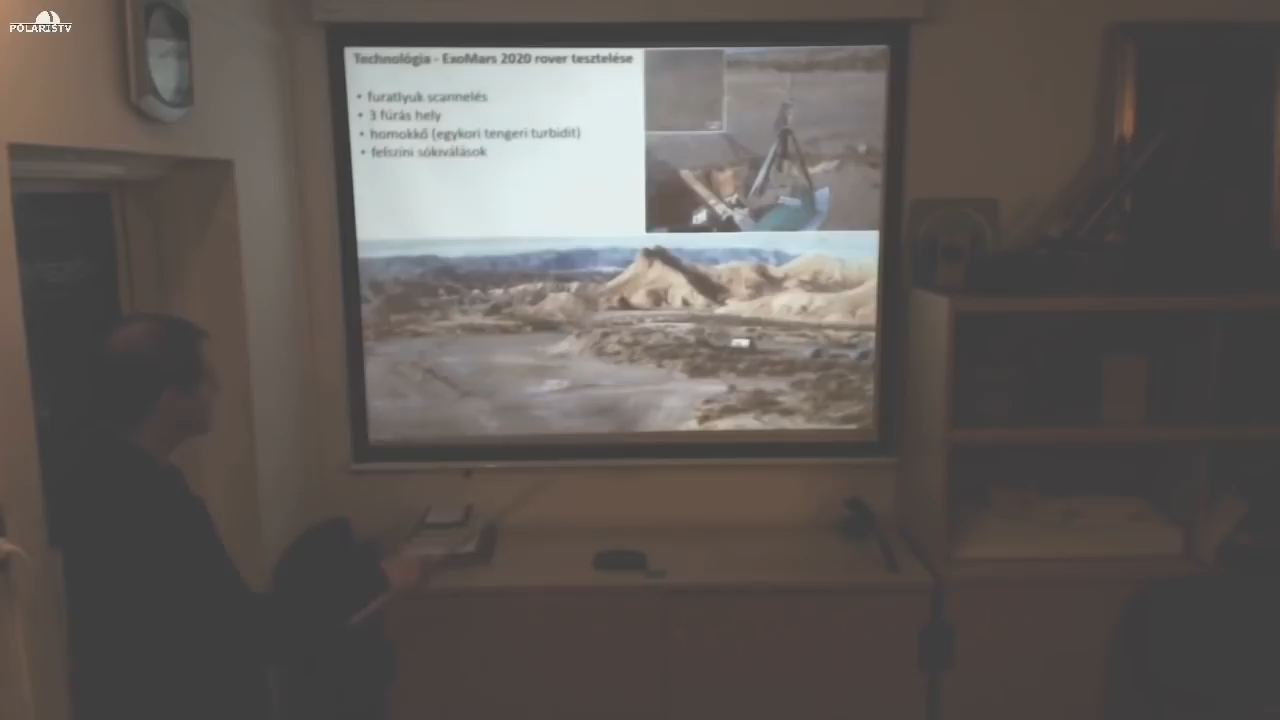 POLARISTV
Technológia - ExoMars 2020 rover tesztelése
• furatlyuk scannelés
• 3 fúrás hely
• homokkő (egykori tengeri turbidit)
• felszíni sókiválások